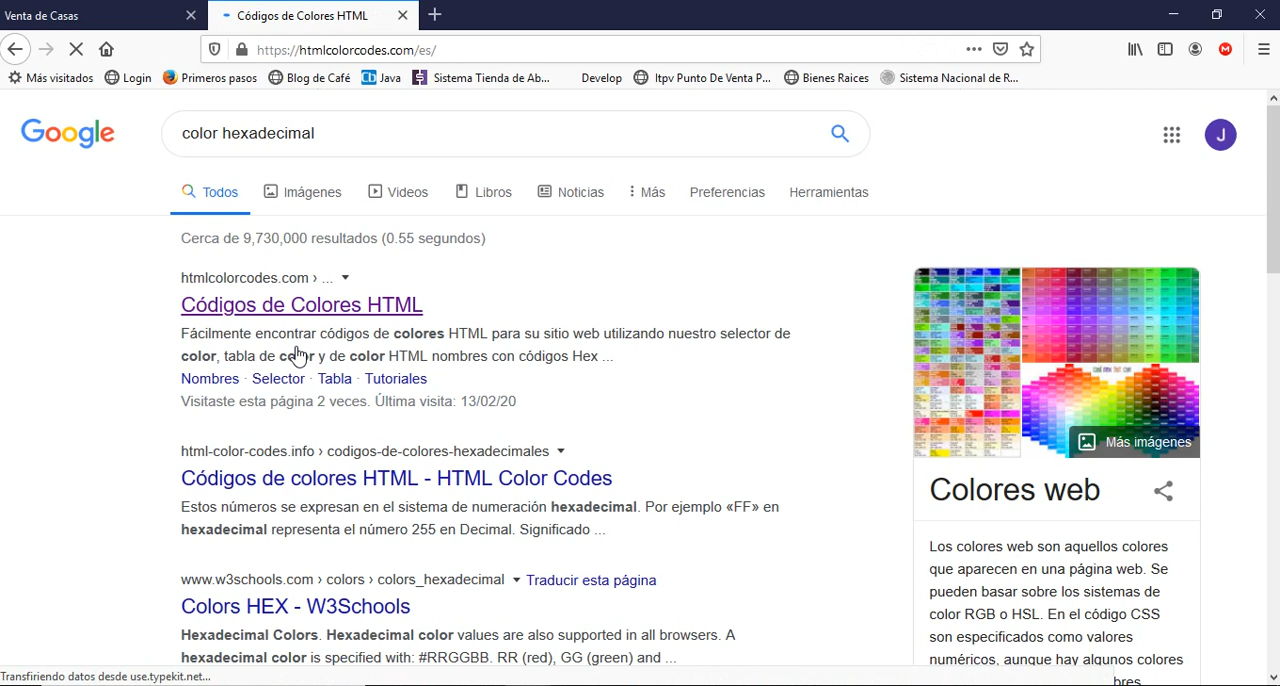 Venta de Casas
Códigos de Colores HTML
https://htmlcolorcodes.com/es/
Más visitados Login Primeros pasos Blog de Café Java Sistema Tienda de Ab... Develop Itpv Punto De Venta P... Bienes Raices Sistema Nacional de R...
Google
color hexadecimal
J
Todos Imágenes Videos Libros Noticias Más Preferencias Herramientas
Cerca de 9,730,000 resultados (0.55 segundos)
htmlcolorcodes.com › ...
Códigos de Colores HTML
Fácilmente encontrar códigos de colores HTML para su sitio web utilizando nuestro selector de
color, tabla de color y de color HTML nombres con códigos Hex ...
Nombres · Selector · Tabla · Tutoriales
Visitaste esta página 2 veces. Última visita: 13/02/20
html-color-codes.info › codigos-de-colores-hexadecimales
Códigos de colores HTML - HTML Color Codes
Estos números se expresan en el sistema de numeración hexadecimal. Por ejemplo «FF» en
hexadecimal representa el número 255 en Decimal. Significado ...
www.w3schools.com › colors › colors_hexadecimal Traducir esta página
Colors HEX - W3Schools
Hexadecimal Colors. Hexadecimal color values are also supported in all browsers. A
hexadecimal color is specified with: #RRGGBB. RR (red), GG (green) and ...
Más imágenes
Colores web
Los colores web son aquellos colores
que aparecen en una página web. Se
pueden basar sobre los sistemas de
color RGB o HSL. En el código CSS
son especificados como valores
numéricos, aunque hay algunos colores
Transfiriendo datos desde use.typekit.net...